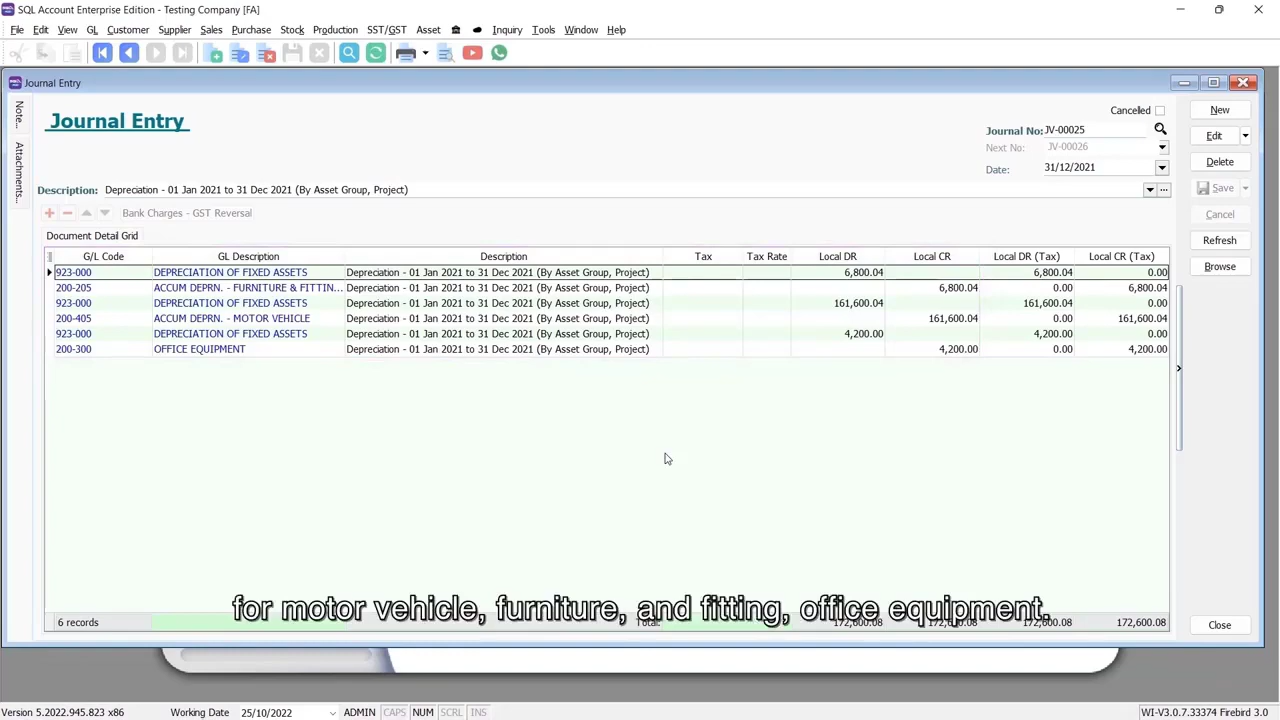 SQL Account Enterprise Edition - Testing Company [FA]
File Edit View GL Customer Supplier Sales Purchase Stock Production SST/GST Asset Inquiry Tools Window Help
Journal Entry
Note...
Attachments...
Journal Entry
Cancelled
Journal No: JV-00025
Next No: JV-00026
Date: 31/12/2021
Description: Depreciation - 01 Jan 2021 to 31 Dec 2021 (By Asset Group, Project)
Bank Charges - GST Reversal
Document Detail Grid
G/L Code GL Description Description Tax Tax Rate Local DR Local CR Local DR (Tax) Local CR (Tax)
923-000 DEPRECIATION OF FIXED ASSETS Depreciation - 01 Jan 2021 to 31 Dec 2021 (By Asset Group, Project) 6,800.04 6,800.04 0.00
200-205 ACCUM DEPRN. - FURNITURE & FITTIN... Depreciation - 01 Jan 2021 to 31 Dec 2021 (By Asset Group, Project) 6,800.04 0.00 6,800.04
923-000 DEPRECIATION OF FIXED ASSETS Depreciation - 01 Jan 2021 to 31 Dec 2021 (By Asset Group, Project) 161,600.04 161,600.04 0.00
200-405 ACCUM DEPRN. - MOTOR VEHICLE Depreciation - 01 Jan 2021 to 31 Dec 2021 (By Asset Group, Project) 161,600.04 0.00 161,600.04
923-000 DEPRECIATION OF FIXED ASSETS Depreciation - 01 Jan 2021 to 31 Dec 2021 (By Asset Group, Project) 4,200.00 4,200.00 0.00
200-300 OFFICE EQUIPMENT Depreciation - 01 Jan 2021 to 31 Dec 2021 (By Asset Group, Project) 4,200.00 0.00 4,200.00
6 records Total: 172,600.08 172,600.08 172,600.08 172,600.08
for motor vehicle, furniture, and fitting, office equipment,
New
Edit
Delete
Save
Cancel
Refresh
Browse
Close
Version 5.2022.945.823 x86 Working Date 25/10/2022 ADMIN CAPS NUM SCRL INS WI-V3.0.7.33374 Firebird 3.0